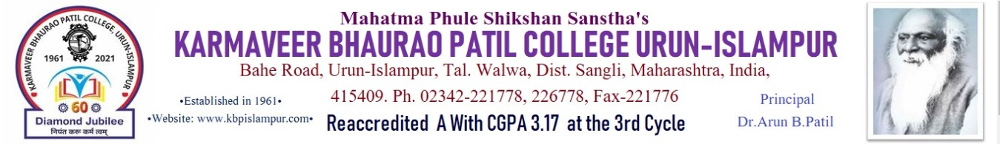 KARMAVEER BHAURAO PATIL COLLEGE, URUN-ISLAMPUR
1961 2021
60
Diamond Jubilee
नियतं करू कर्म त्वम्
Mahatma Phule Shikshan Sanstha's
KARMAVEER BHAURAO PATIL COLLEGE URUN-ISLAMPUR
Bahe Road, Urun-Islampur, Tal. Walwa, Dist. Sangli, Maharashtra, India,
•Established in 1961•
415409. Ph. 02342-221778, 226778, Fax-221776
•Website: www.kbpislampur.com•
Reaccredited A With CGPA 3.17 at the 3rd Cycle
Principal
Dr.Arun B.Patil